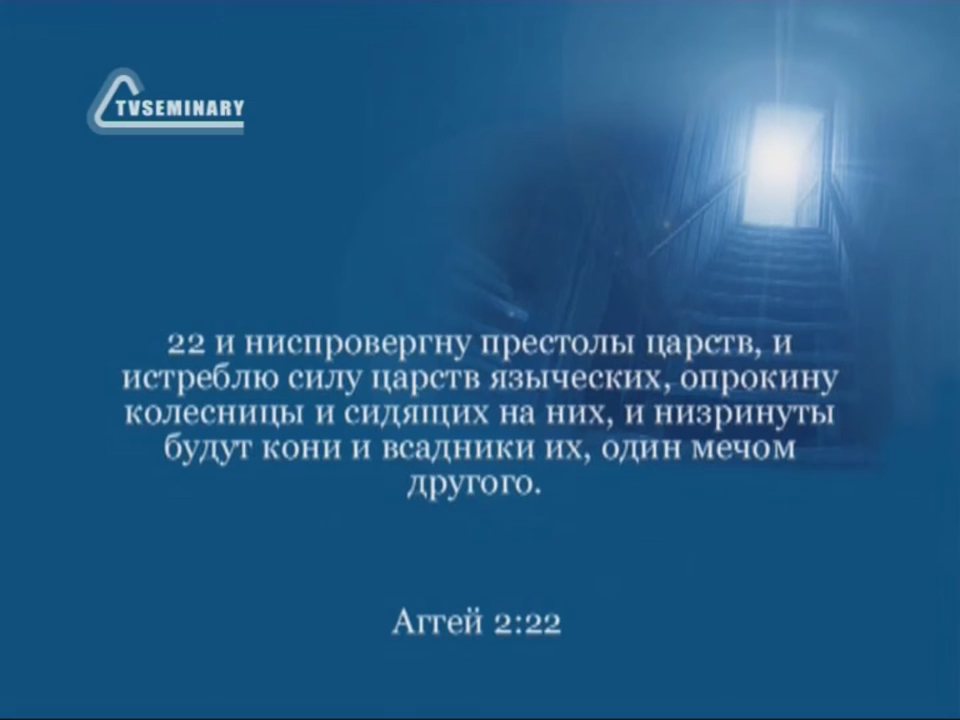 TVSEMINARY
22 и ниспровергну престолы царств, и
истреблю силу царств языческих, опрокину
колесницы и сидящих на них, и низринуты
будут кони и всадники их, один мечом
другого.
Аггей 2:22